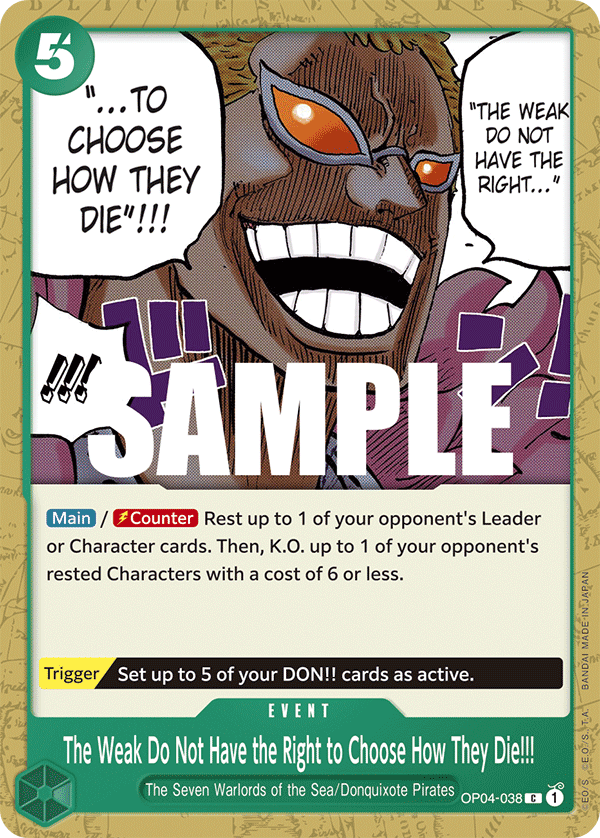 5
"...TO
CHOOSE
HOW THEY
DIE"!!!
"THE WEAK
DO NOT
HAVE THE
RIGHT..."
!!!
SAMPLE
Main / Counter Rest up to 1 of your opponent's Leader
or Character cards. Then, K.O. up to 1 of your opponent's
rested Characters with a cost of 6 or less.
Trigger Set up to 5 of your DON!! cards as active.
EVENT
The Weak Do Not Have the Right to Choose How They Die!!!
The Seven Warlords of the Sea/Donquixote Pirates
OP04-038 C 1
©E.O./S. ©E.O./S.,T.A. BANDAI MADE IN JAPAN